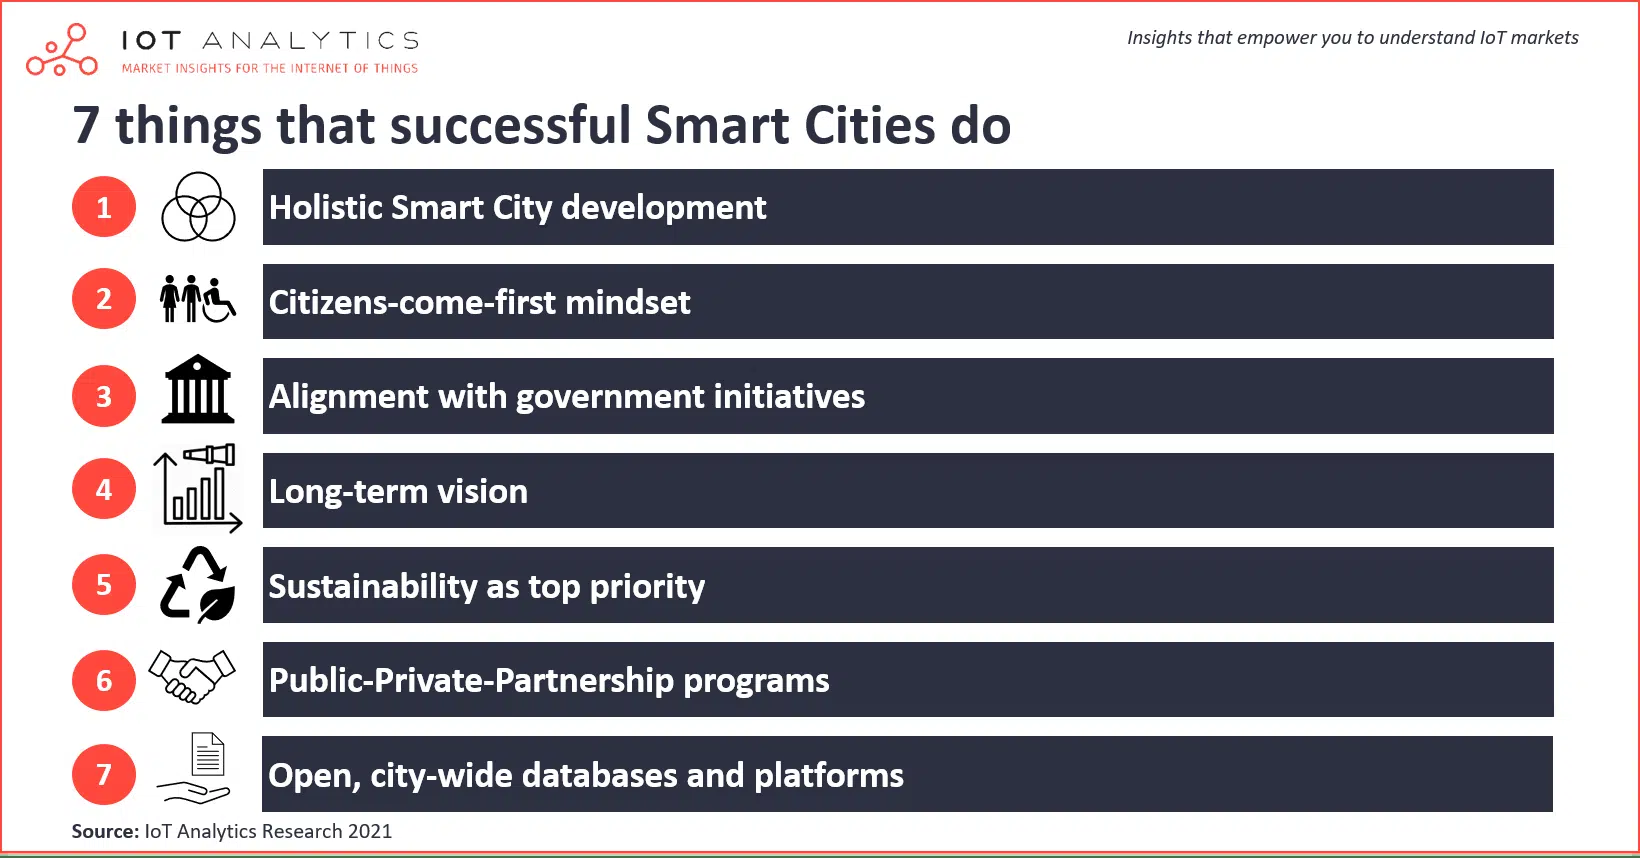 IOT ANALYTICS
MARKET INSIGHTS FOR THE INTERNET OF THINGS
Insights that empower you to understand IoT markets
7 things that successful Smart Cities do
1 Holistic Smart City development
2 Citizens-come-first mindset
3 Alignment with government initiatives
4 Long-term vision
5 Sustainability as top priority
6 Public-Private-Partnership programs
7 Open, city-wide databases and platforms
Source: IoT Analytics Research 2021